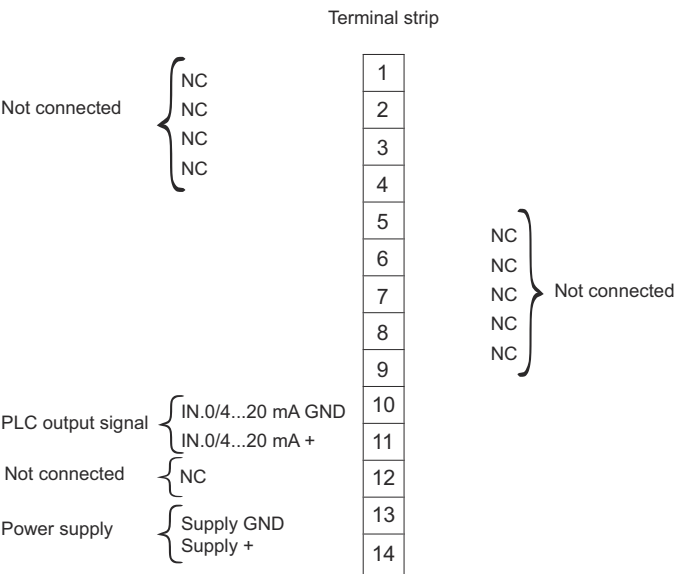 Terminal strip
Not connected
NC
NC
NC
NC
1
2
3
4
5
6
7
8
9
10
11
12
13
14
NC
NC
NC
NC
NC
Not connected
PLC output signal
IN.0/4...20 mA GND
IN.0/4...20 mA +
Not connected
NC
Power supply
Supply GND
Supply +